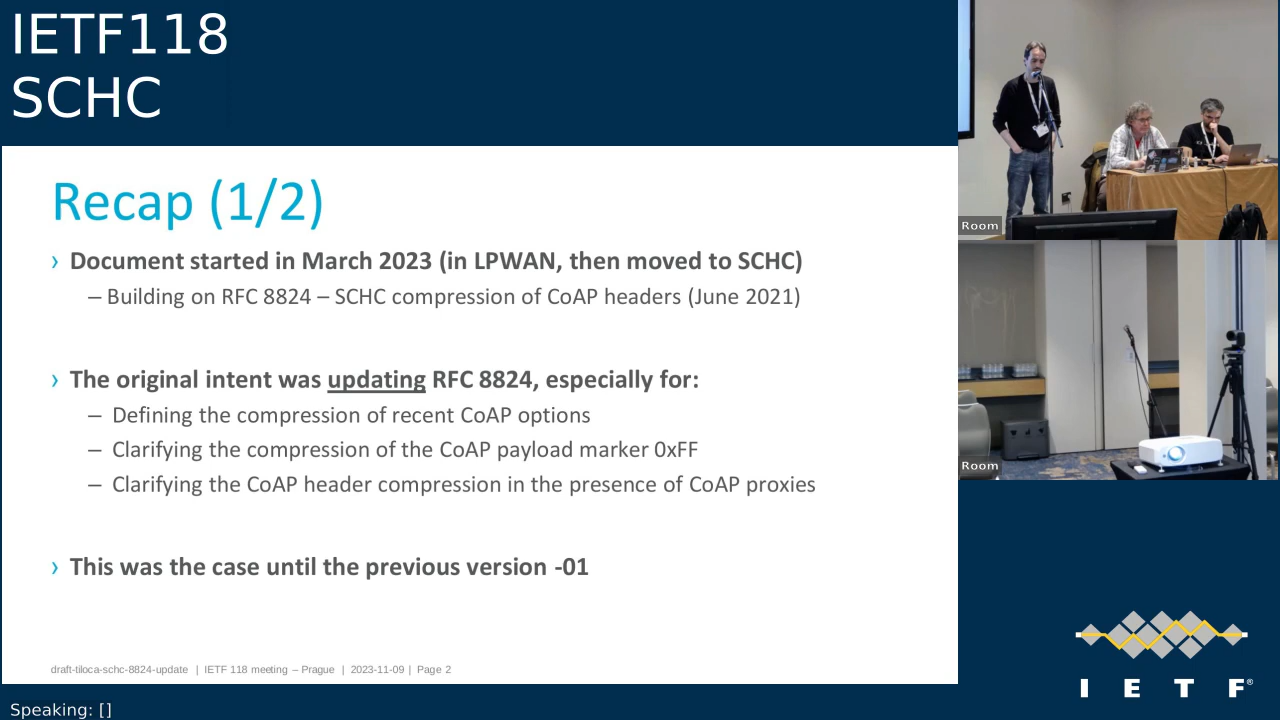 IETF118
SCHC
Recap (1/2)
› Document started in March 2023 (in LPWAN, then moved to SCHC)
– Building on RFC 8824 – SCHC compression of CoAP headers (June 2021)
› The original intent was updating RFC 8824, especially for:
– Defining the compression of recent CoAP options
– Clarifying the compression of the CoAP payload marker 0xFF
– Clarifying the CoAP header compression in the presence of CoAP proxies
› This was the case until the previous version -01
draft-tiloca-schc-8824-update | IETF 118 meeting – Prague | 2023-11-09 | Page 2
Room
Room
I E T F®
Speaking: []